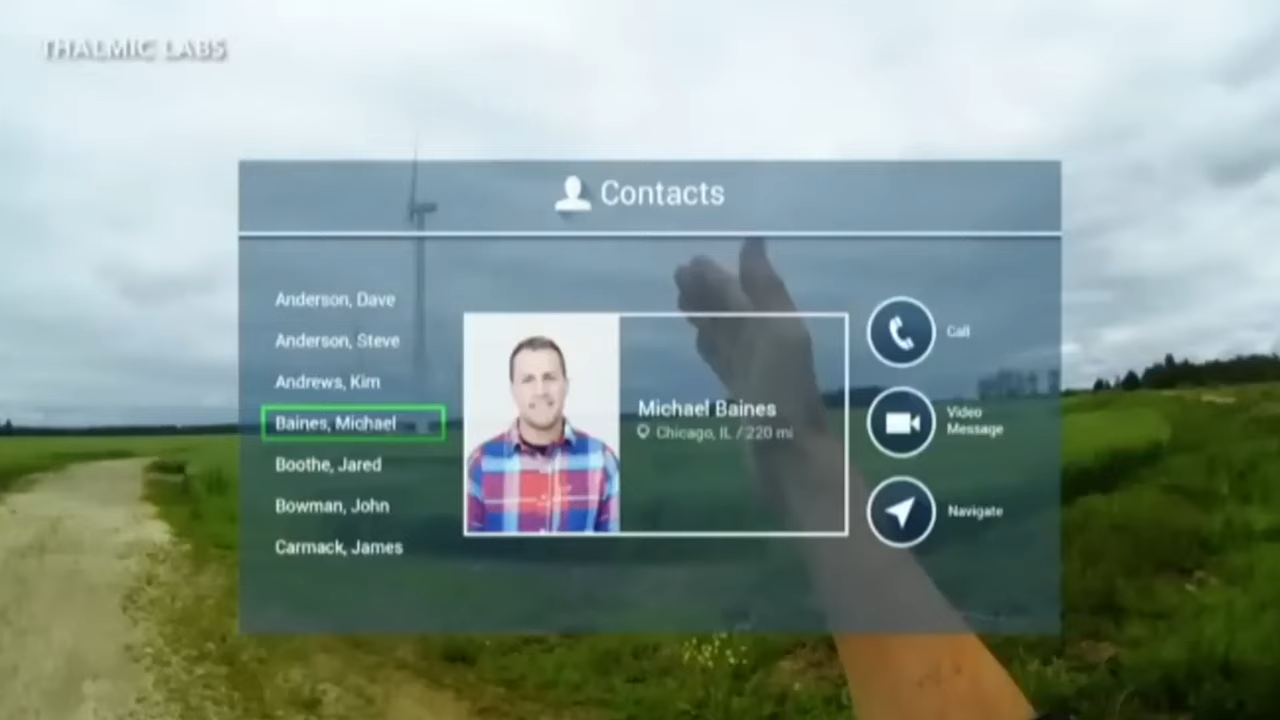 THALMIC LABS
Contacts
Anderson, Dave
Anderson, Steve
Andrews, Kim
Baines, Michael
Boothe, Jared
Bowman, John
Carmack, James
Michael Baines
Chicago, IL / 220 mi
Call
Video
Message
Navigate